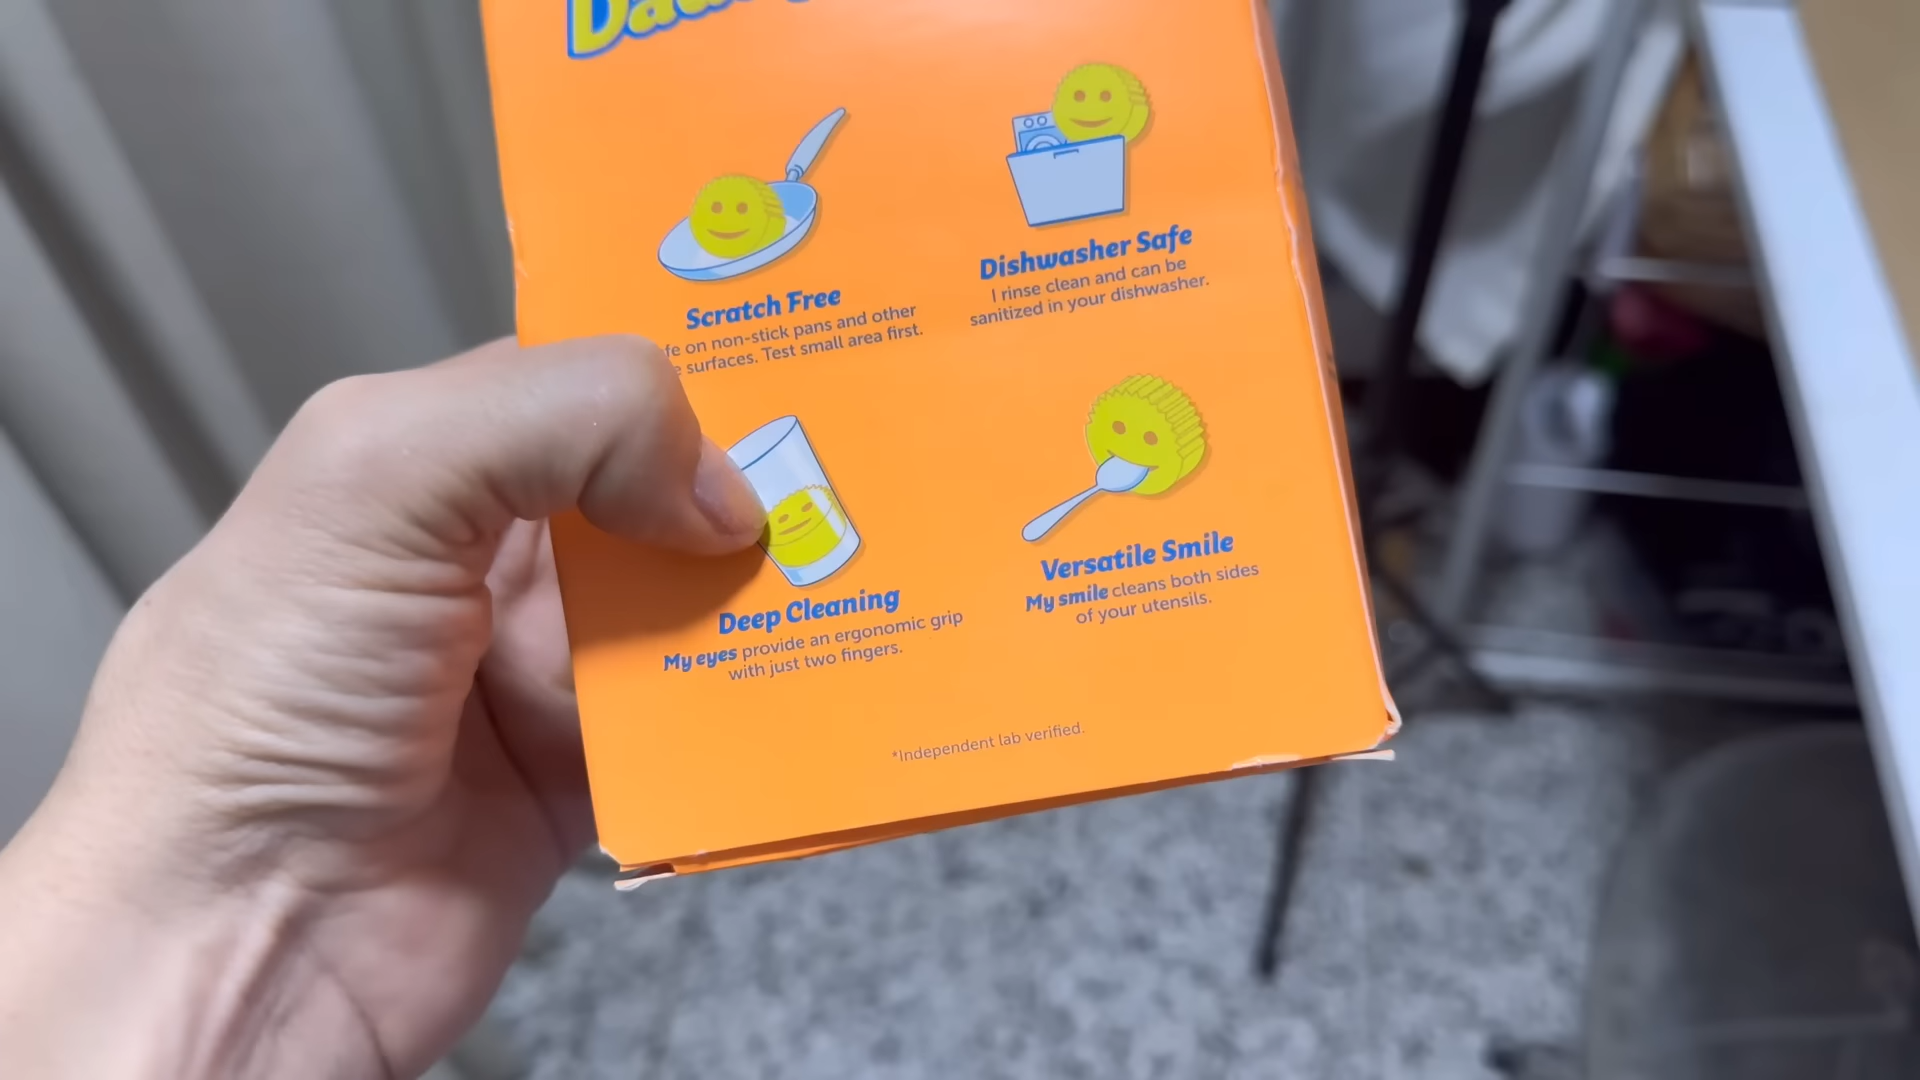 Scratch Free
on non-stick pans and other
surfaces. Test small area first.
Dishwasher Safe
I rinse clean and can be
sanitized in your dishwasher.
Deep Cleaning
My eyes provide an ergonomic grip
with just two fingers.
Versatile Smile
My smile cleans both sides
of your utensils.
*Independent lab verified.